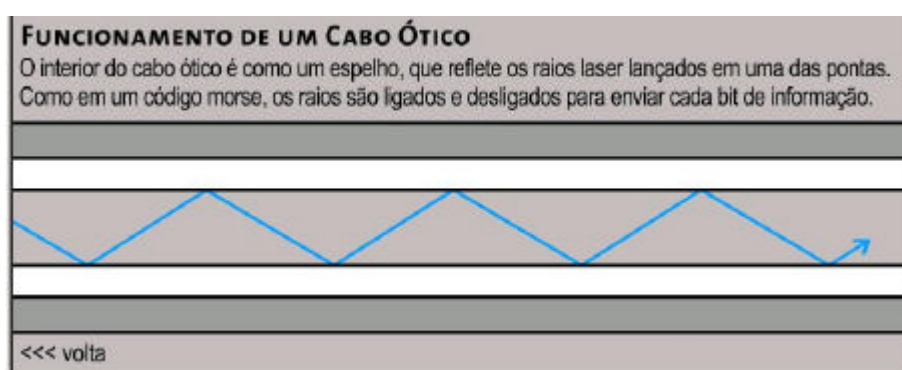 FUNCIONAMENTO DE UM CABO ÓTICO
O interior do cabo ótico é como um espelho, que reflete os raios laser lançados em uma das pontas.
Como em um código morse, os raios são ligados e desligados para enviar cada bit de informação.
<<< volta